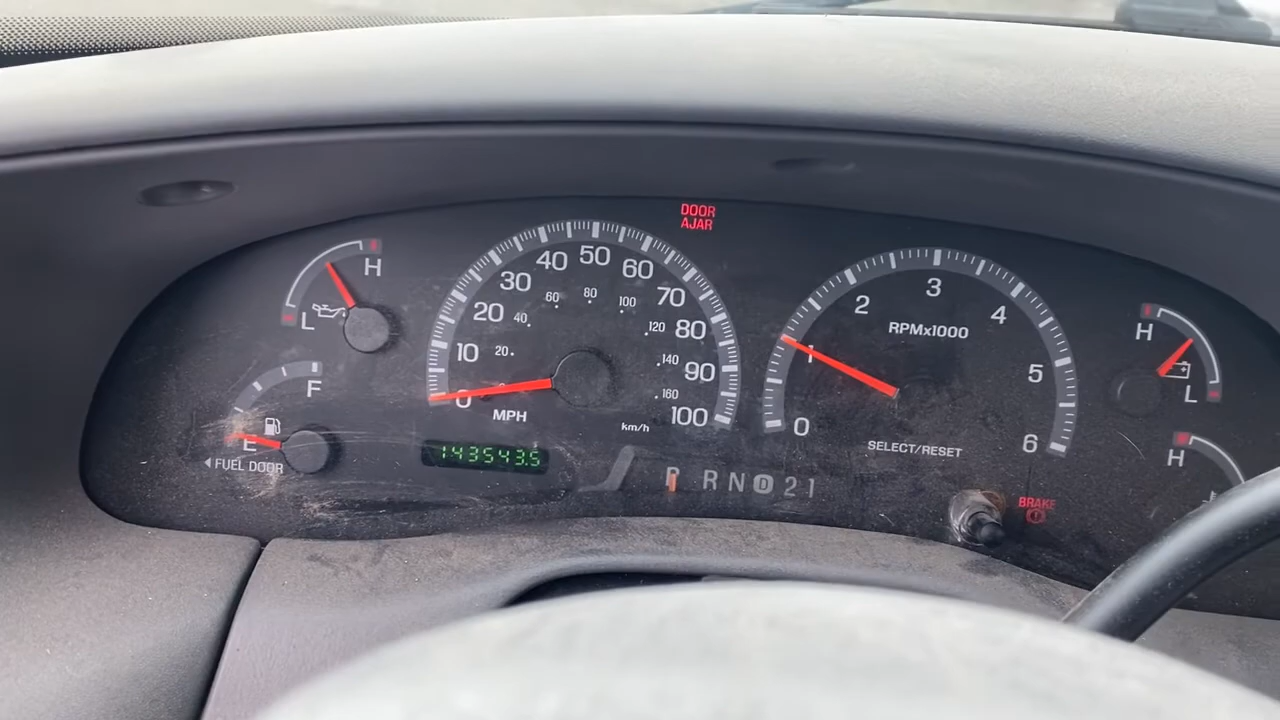 DOOR
AJAR
H
L
F
E
◀FUEL DOOR
0
10
20
30
40
50
60
70
80
90
100
20
40
60
80
100
120
140
160
MPH
km/h
143543.5
P R N D 2 1
0
1
2
3
4
5
6
RPMx1000
SELECT/RESET
BRAKE
H
L
H